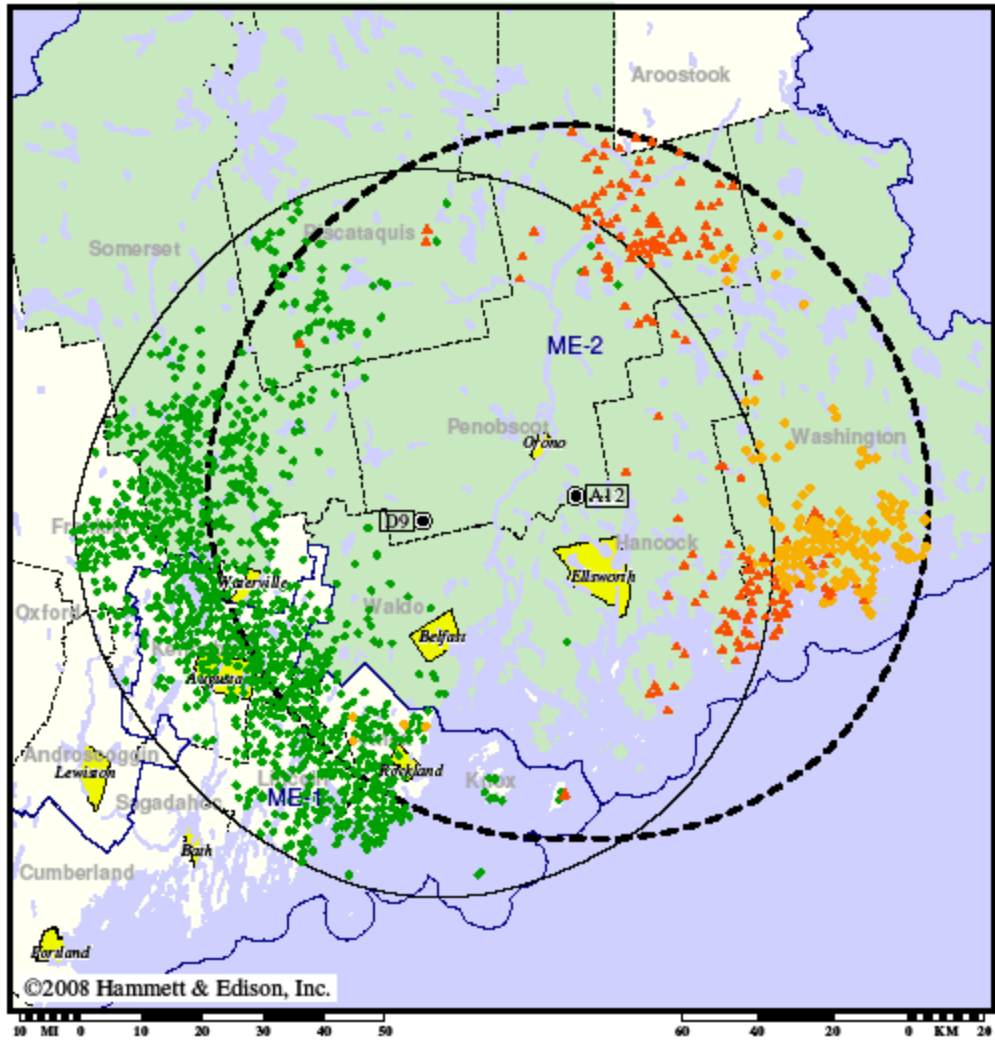 Aroostook
Piscataquis
Somerset
ME-2
Penobscot
Orono
Washington
A12
D9
Franklin
Hancock
Ellsworth
Waterville
Oxford
Waldo
Belfast
Augusta
Androscoggin
Lewiston
Rockland
Knox
Lincoln
ME-1
Sagadahoc
Bath
Cumberland
Portland
©2008 Hammett & Edison, Inc.
10 MI 0 10 20 30 40 50 60 40 20 0 KM 20